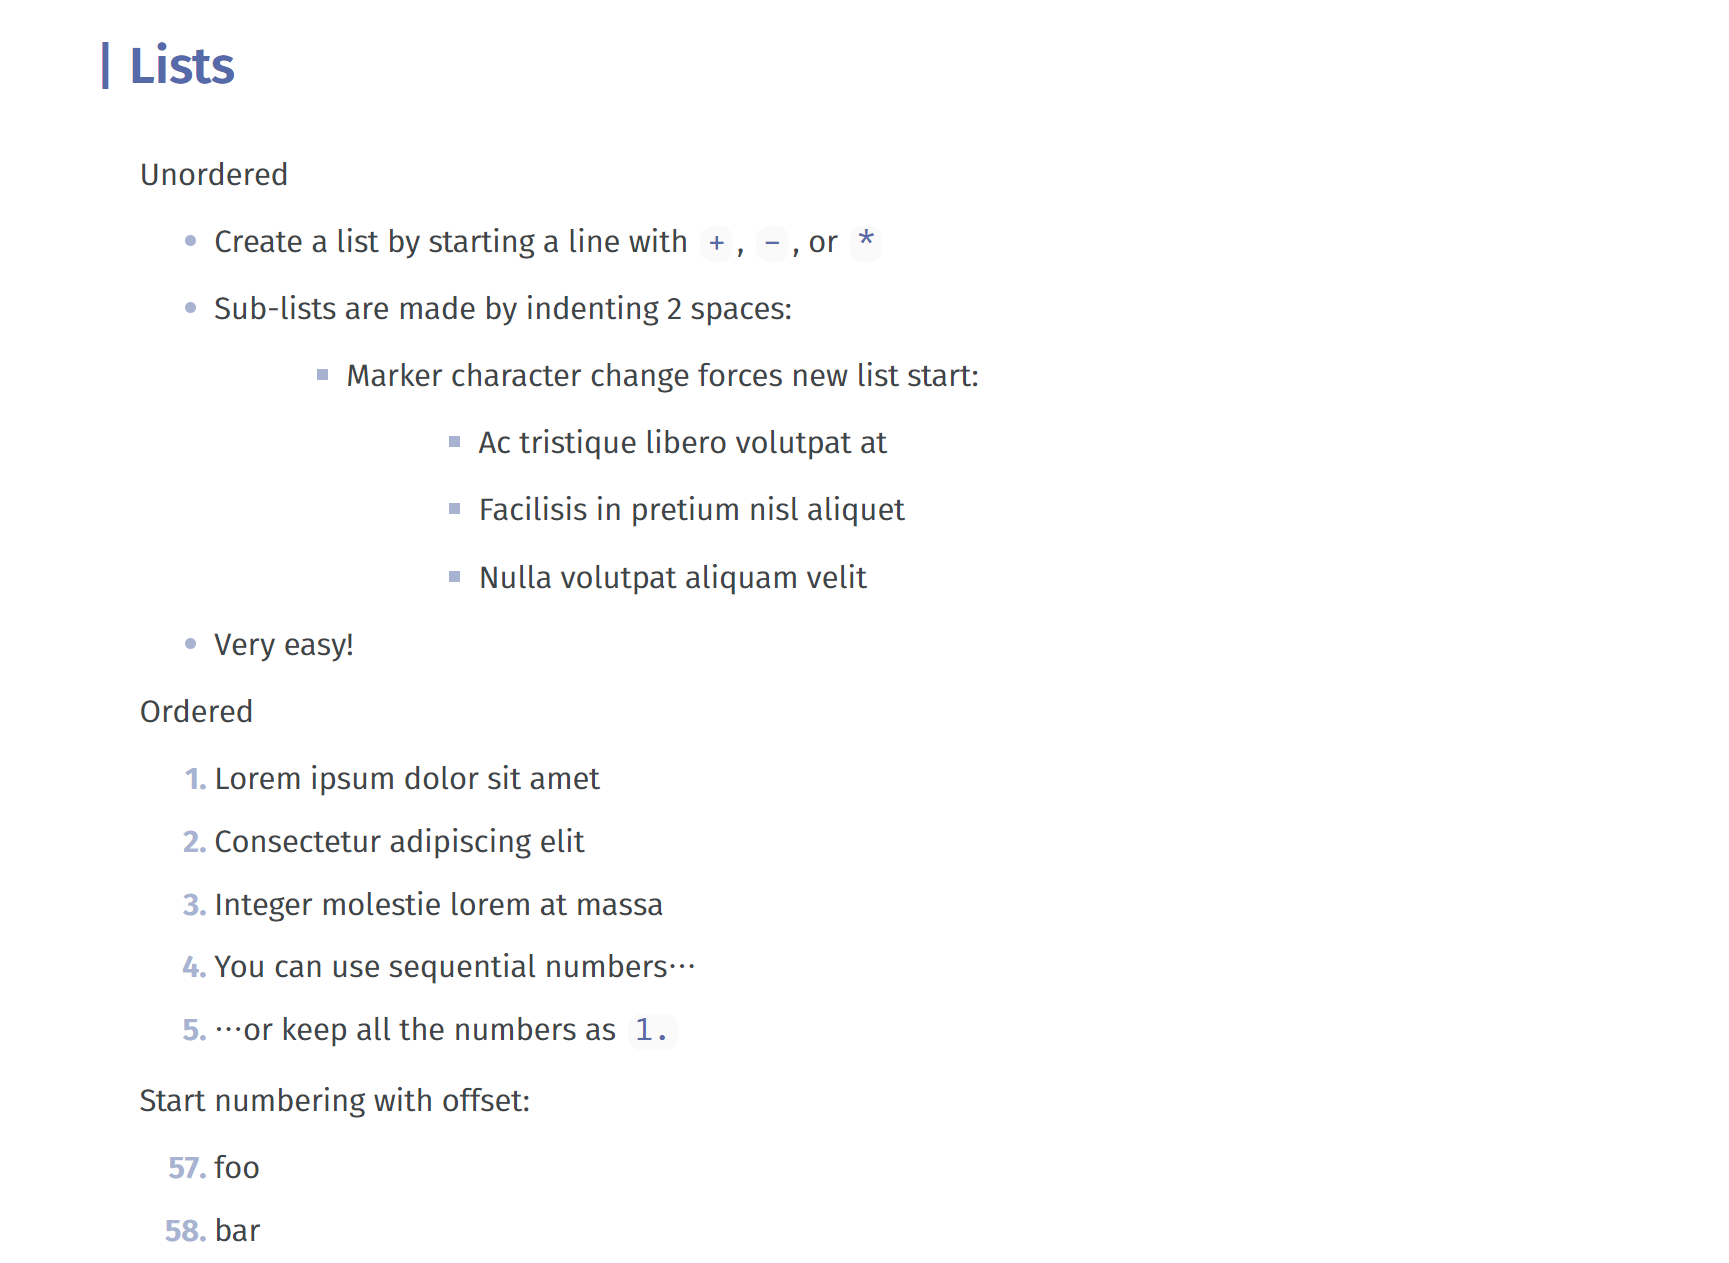 Lists
Unordered
Create a list by starting a line with +, -, or *
Sub-lists are made by indenting 2 spaces:
Marker character change forces new list start:
Ac tristique libero volutpat at
Facilisis in pretium nisl aliquet
Nulla volutpat aliquam velit
Very easy!
Ordered
1. Lorem ipsum dolor sit amet
2. Consectetur adipiscing elit
3. Integer molestie lorem at massa
4. You can use sequential numbers…
5. …or keep all the numbers as 1.
Start numbering with offset:
57. foo
58. bar